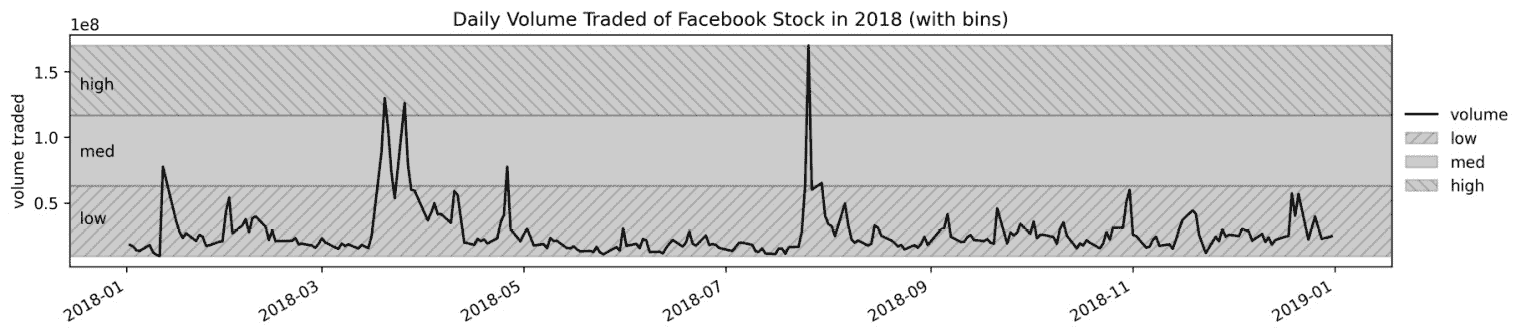 Daily Volume Traded of Facebook Stock in 2018 (with bins)
1e8
1.5
1.0
0.5
volume traded
high
med
low
volume
low
med
high
2018-01
2018-03
2018-05
2018-07
2018-09
2018-11
2019-01